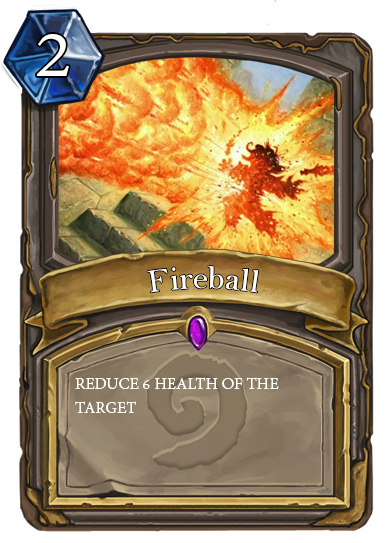 2
Fireball
REDUCE 6 HEALTH OF THE
TARGET